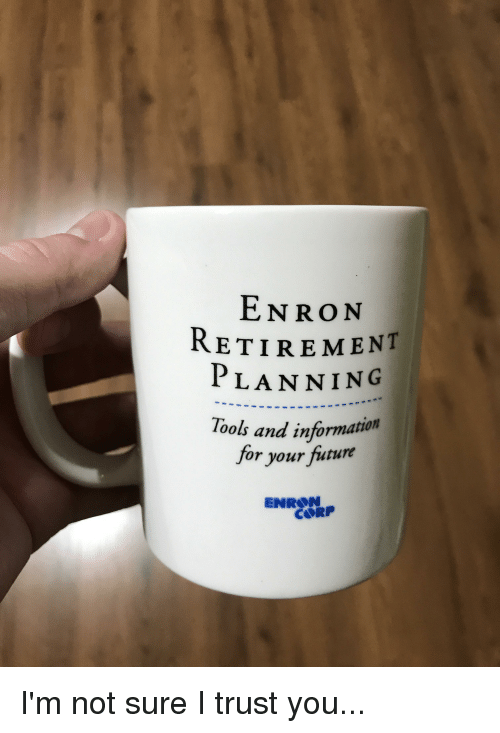 ENRON
RETIREMENT
PLANNING
Tools and information
for your future
ENRON
CORP
I'm not sure I trust you...